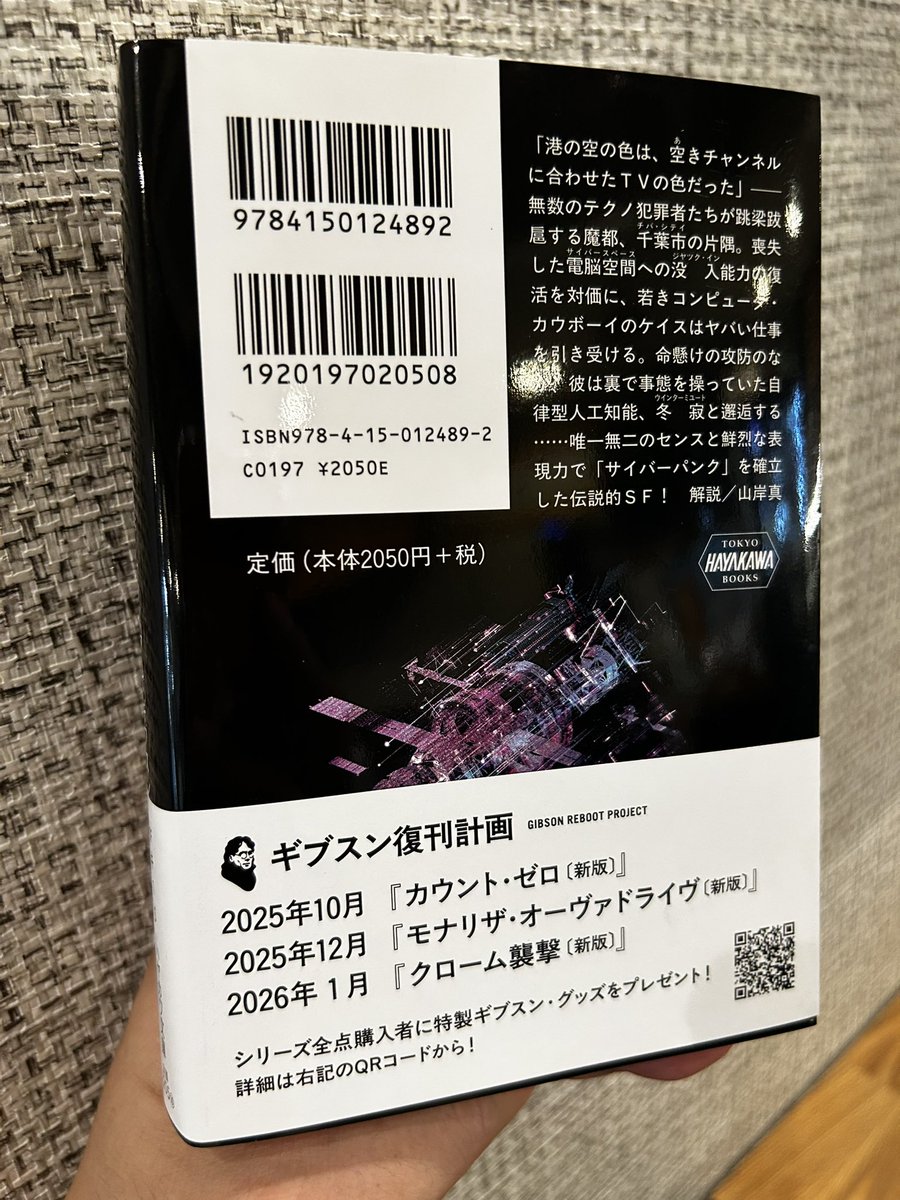 9784150124892
1920197020508
ISBN978-4-15-012489-2
C0197 ¥2050E
定価（本体2050円＋税）
「港の空の色は、空きチャンネル
に合わせたＴＶの色だった」――
無数のテクノ犯罪者たちが跳梁跋
扈する魔都、千葉市の片隅。喪失
した電脳空間への没入能力の復
活を対価に、若きコンピュータ・
カウボーイのケイスはヤバい仕事
を引き受ける。命懸けの攻防のな
か、彼は裏で事態を操っていた自
律型人工知能、冬寂と邂逅する
……唯一無二のセンスと鮮烈な表
現力で「サイバーパンク」を確立
した伝説的ＳＦ！ 解説／山岸真
TOKYO
HAYAKAWA
BOOKS
ギブスン復刊計画 GIBSON REBOOT PROJECT
2025年10月 『カウント・ゼロ〔新版〕』
2025年12月 『モナリザ・オーヴァドライヴ〔新版〕』
2026年 1月 『クローム襲撃〔新版〕』
シリーズ全点購入者に特製ギブスン・グッズをプレゼント！
詳細は右記のQRコードから！